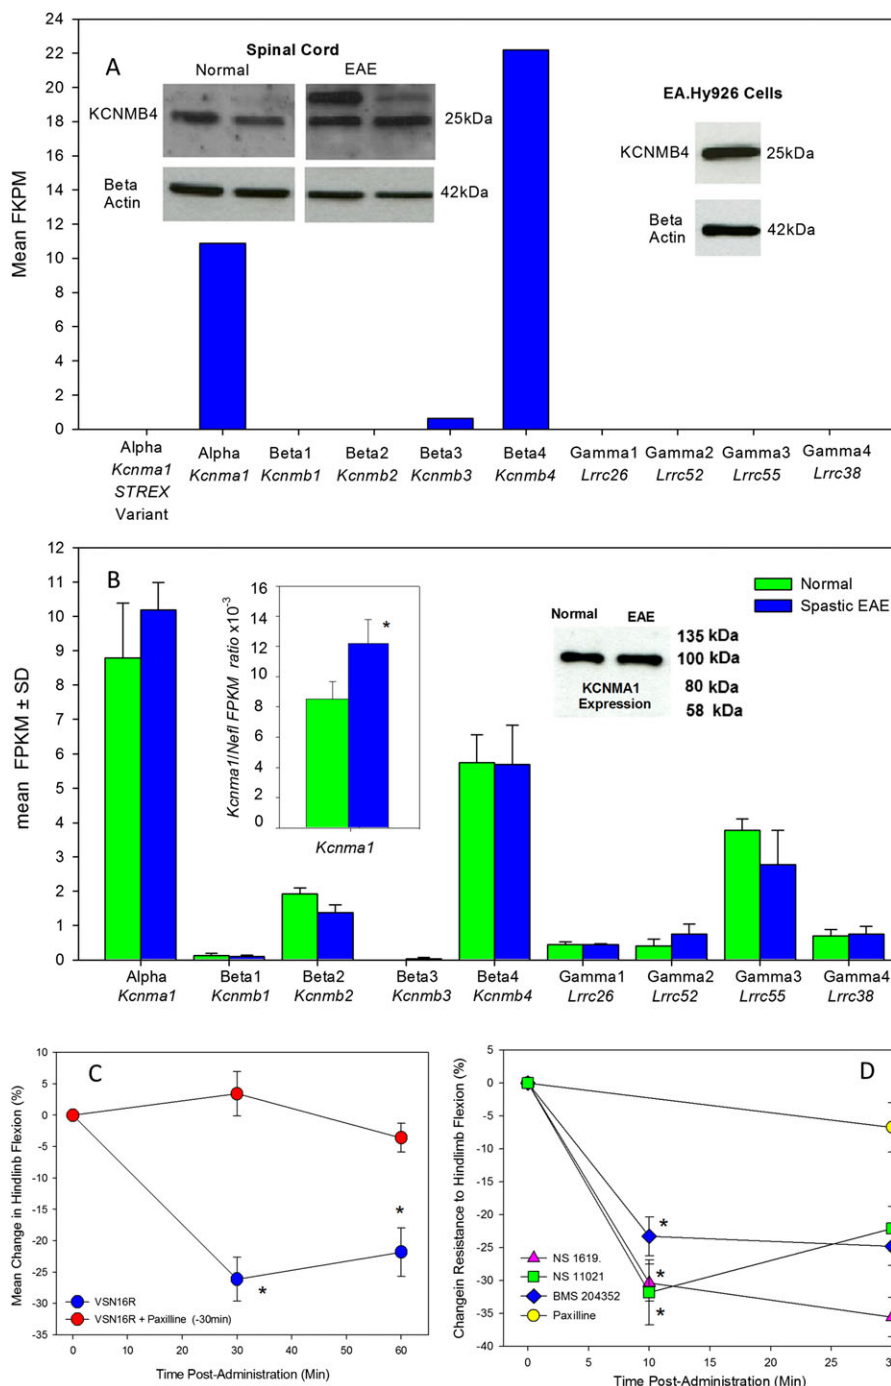 A
Spinal Cord
Normal
EAE
KCNMB4
25kDa
Beta
Actin
42kDa
EA.Hy926 Cells
KCNMB4
25kDa
Beta
Actin
42kDa
Mean FKPM
24
22
20
18
16
14
12
10
8
6
4
2
0
Alpha
Kcnma1
STREX
Variant
Alpha
Kcnma1
Beta1
Kcnmb1
Beta2
Kcnmb2
Beta3
Kcnmb3
Beta4
Kcnmb4
Gamma1
Lrrc26
Gamma2
Lrrc52
Gamma3
Lrrc55
Gamma4
Lrrc38
B
mean FPKM ± SD
12
11
10
9
8
7
6
5
4
3
2
1
0
Kcnma1/Nefl FPKM ratio x10-3
16
14
12
10
8
6
4
2
0
*
Kcnma1
Normal
Spastic EAE
Normal
EAE
KCNMA1
Expression
135 kDa
100 kDa
80 kDa
58 kDa
Alpha
Kcnma1
Beta1
Kcnmb1
Beta2
Kcnmb2
Beta3
Kcnmb3
Beta4
Kcnmb4
Gamma1
Lrrc26
Gamma2
Lrrc52
Gamma3
Lrrc55
Gamma4
Lrrc38
C
Mean Change in Hindlinb Flexion (%)
10
5
0
-5
-10
-15
-20
-25
-30
-35
*
*
VSN16R
VSN16R + Paxilline (-30min)
0
10
20
30
40
50
60
Time Post-Administration (Min)
D
Changein Resistance to Hindlimb Flexion (%)
5
0
-5
-10
-15
-20
-25
-30
-35
-40
*
*
*
NS 1619.
NS 11021
BMS 204352
Paxilline
0
5
10
15
20
25
Time Post-Administration (Min)